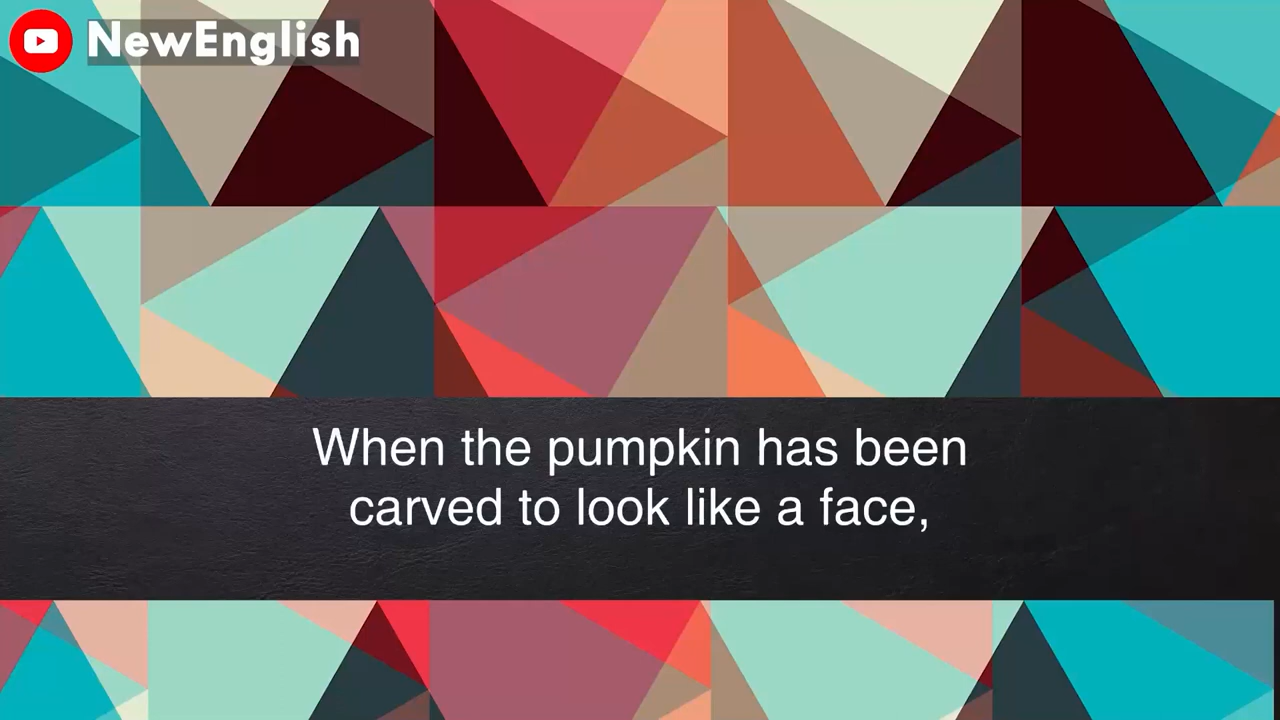 NewEnglish
When the pumpkin has been
carved to look like a face,